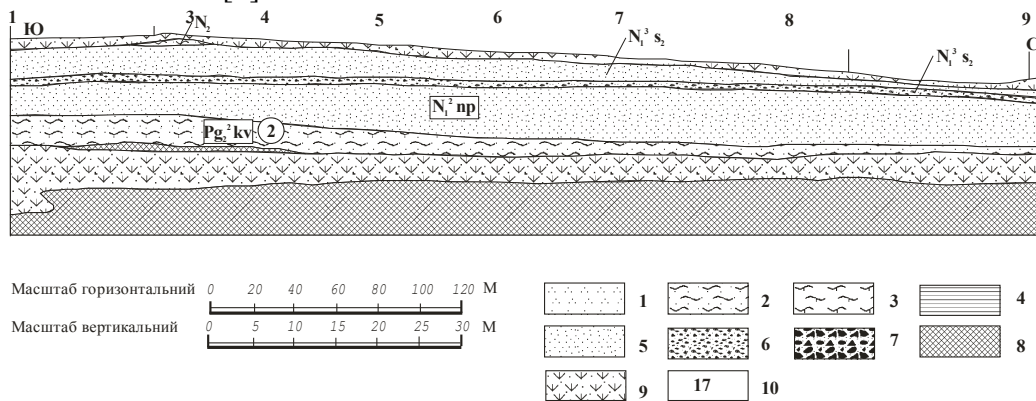 1 3 4 5 6 7 8 9
Ю N₂ С
N₁³ s₂
N₁³ s₂
N₁² np
Pg₂² kv 2
Масштаб горизонтальний 0 20 40 60 80 100 120 М
Масштаб вертикальний 0 5 10 15 20 25 30 М
1 2 3 4
5 6 7 8
9 17 10